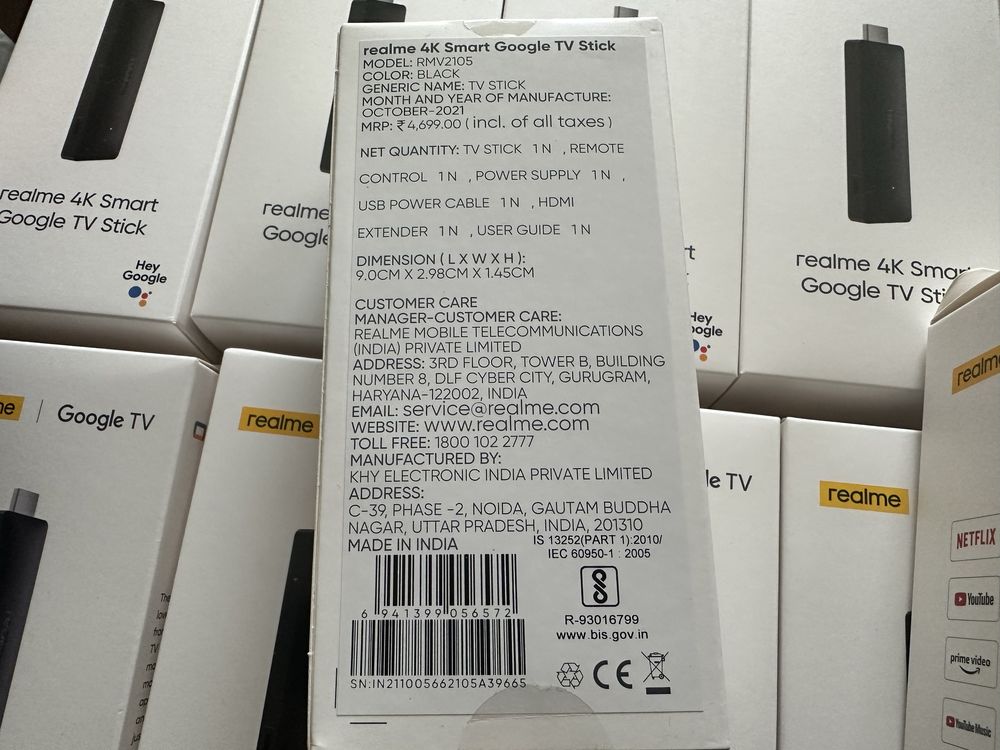 realme 4K Smart Google TV Stick
MODEL: RMV2105
COLOR: BLACK
GENERIC NAME: TV STICK
MONTH AND YEAR OF MANUFACTURE:
OCTOBER-2021
MRP: ₹ 4,699.00 ( incl. of all taxes )
NET QUANTITY: TV STICK 1 N , REMOTE
CONTROL 1 N , POWER SUPPLY 1 N ,
USB POWER CABLE 1 N , HDMI
EXTENDER 1 N , USER GUIDE 1 N
DIMENSION ( L X W X H ):
9.0CM X 2.98CM X 1.45CM
CUSTOMER CARE
MANAGER-CUSTOMER CARE:
REALME MOBILE TELECOMMUNICATIONS
(INDIA) PRIVATE LIMITED
ADDRESS: 3RD FLOOR, TOWER B, BUILDING
NUMBER 8, DLF CYBER CITY, GURUGRAM,
HARYANA-122002, INDIA
EMAIL: service@realme.com
WEBSITE: www.realme.com
TOLL FREE: 1800 102 2777
MANUFACTURED BY:
KHY ELECTRONIC INDIA PRIVATE LIMITED
ADDRESS:
C-39, PHASE -2, NOIDA, GAUTAM BUDDHA
NAGAR, UTTAR PRADESH, INDIA, 201310
MADE IN INDIA
IS 13252(PART 1):2010/
IEC 60950-1 : 2005
6 941399 056572
R-93016799
www.bis.gov.in
SN:IN211005662105A39665
CE
realme 4K Smart
Google TV Stick
Hey
Google
realme
Google
Hey
realme 4K Smart
Google TV
Google TV
realme
TV
realme
realme
NETFLIX
YouTube
prime video
YouTube Music